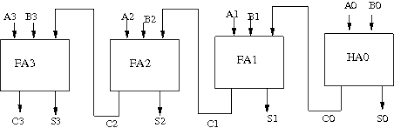 A3 B3 A2 B2 A1 B1 A0 B0
FA3 FA2 FA1 HA0
C3 S3 C2 S2 C1 S1 C0 S0